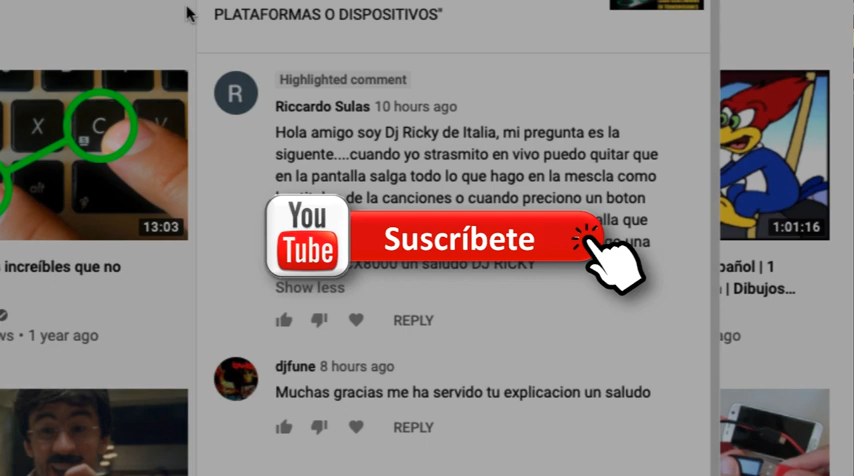 PLATAFORMAS O DISPOSITIVOS"
Highlighted comment
R
Riccardo Sulas 10 hours ago
Hola amigo soy Dj Ricky de Italia, mi pregunta es la
siguente....cuando yo strasmito en vivo puedo quitar que
en la pantalla salga todo lo que hago en la mescla como
de la canciones o cuando preciono un boton
que
una
un saludo DJ RICKY
Show less
REPLY
djfune 8 hours ago
Muchas gracias me ha servido tu explicacion un saludo
REPLY
You
Tube
Suscríbete
X
C
alt
13:03
increíbles que no
1 year ago
1:01:16
pañol | 1
| Dibujos...
ago